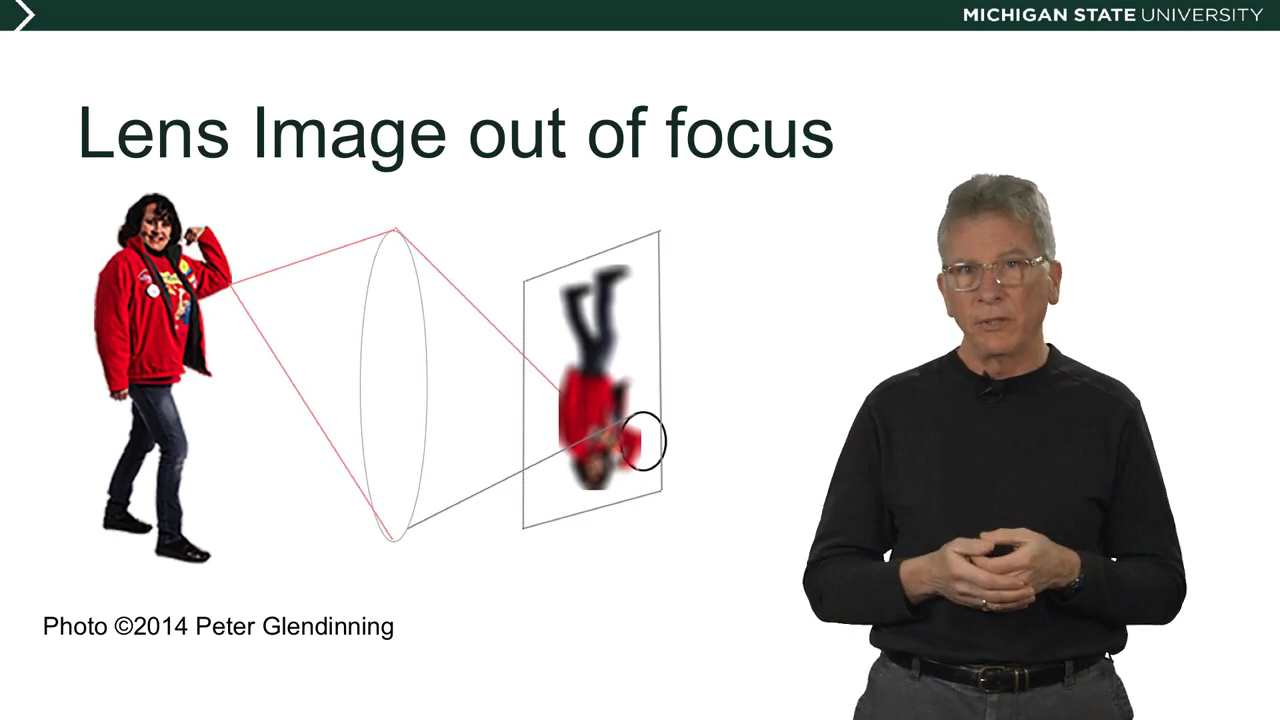 MICHIGAN STATE UNIVERSITY
Lens Image out of focus
Photo ©2014 Peter Glendinning